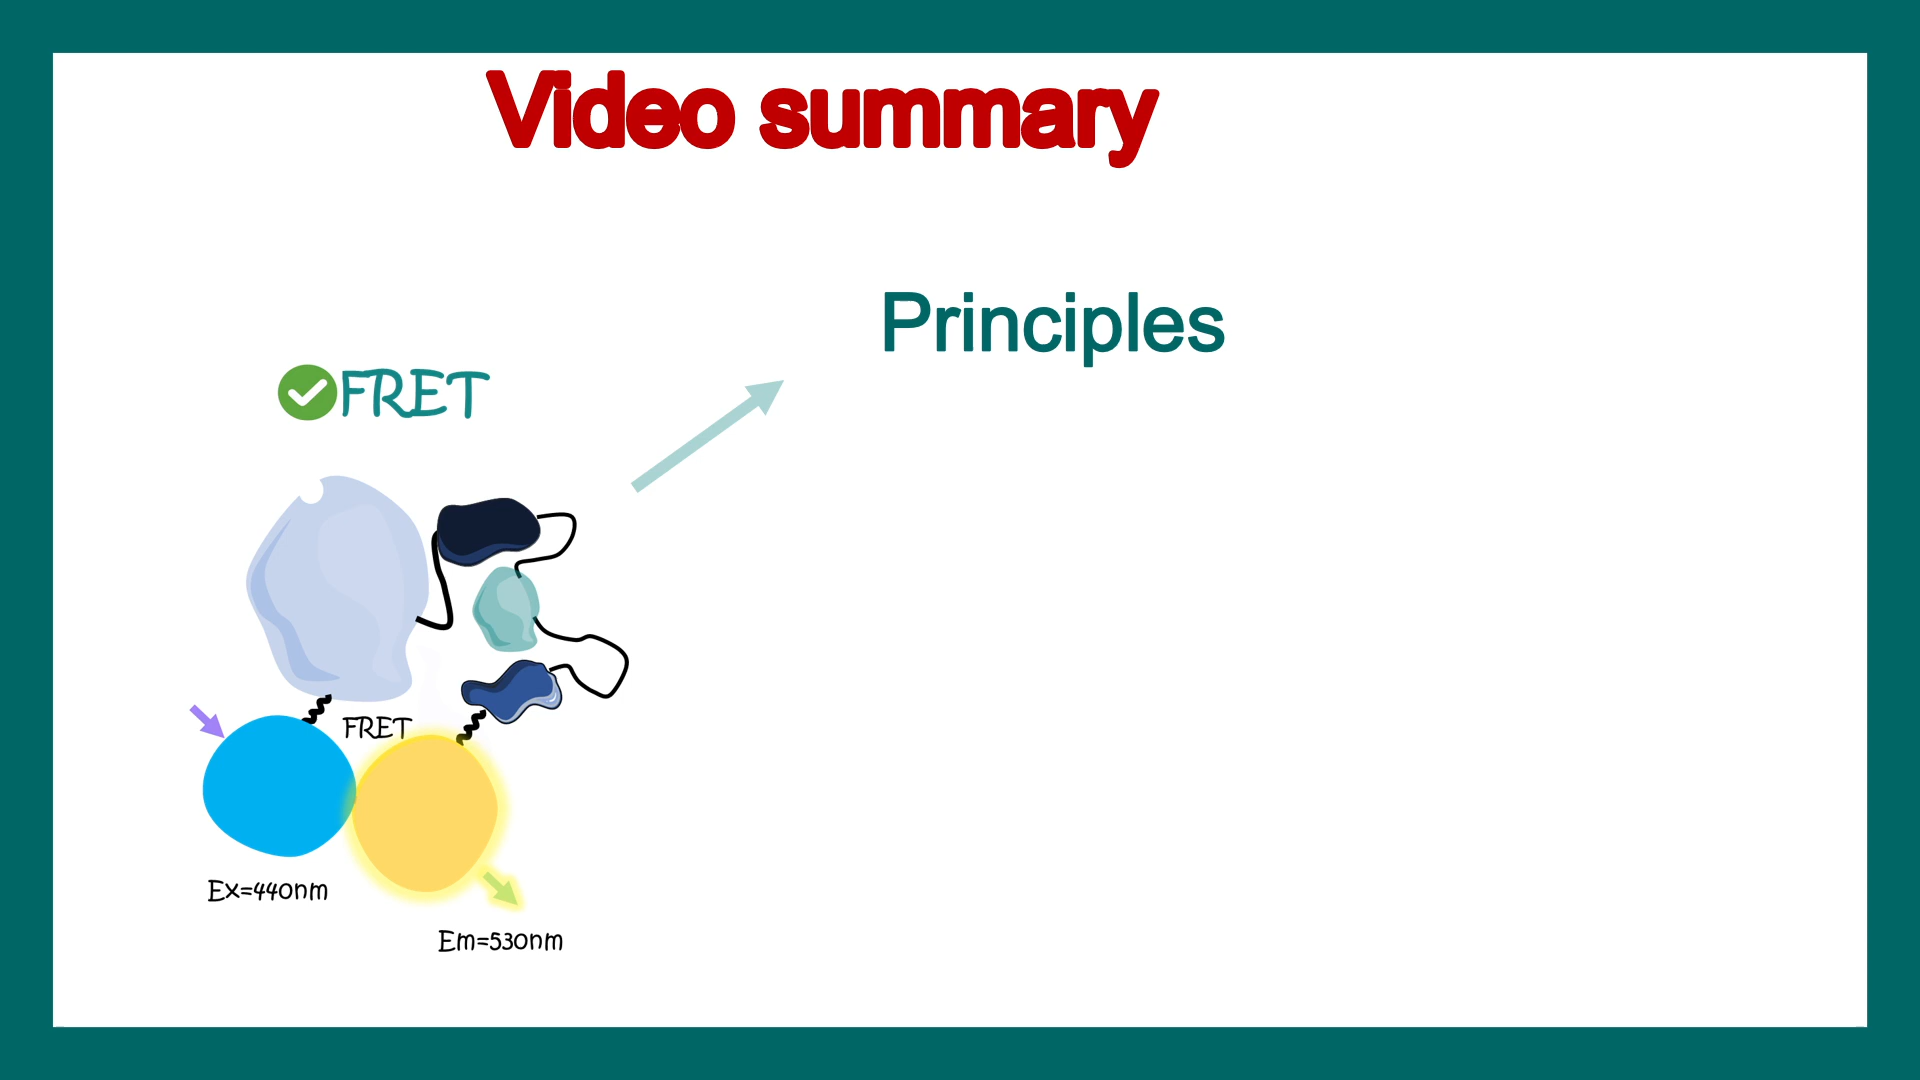 Video summary
Principles
FRET
FRET
Ex=440nm
Em=530nm